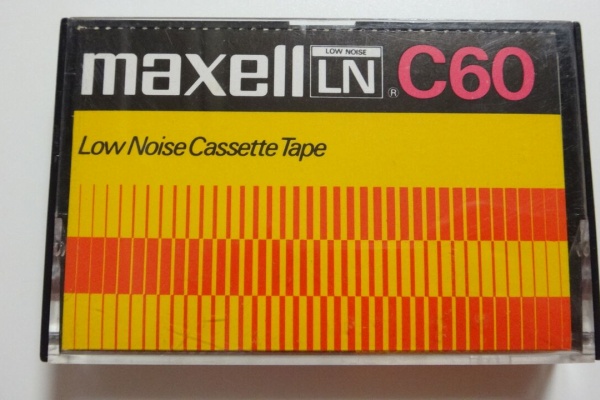 maxell LOW NOISE LN ® C60
Low Noise Cassette Tape